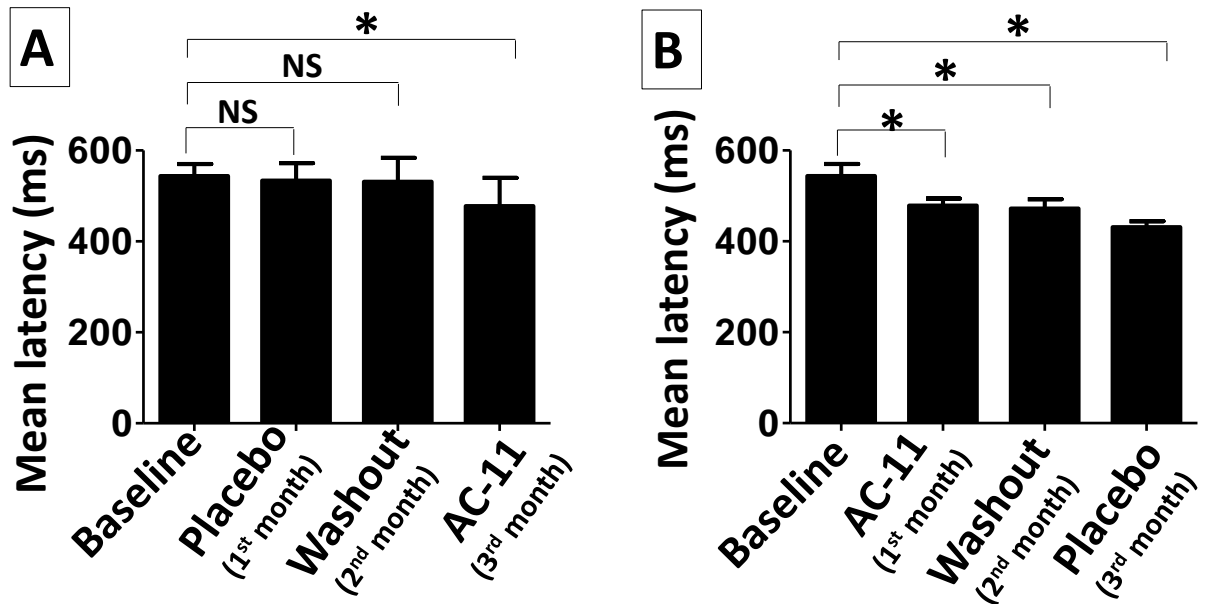 A
*
NS
NS
Mean latency (ms)
600
400
200
0
Baseline
Placebo
(1st month)
Washout
(2nd month)
AC-11
(3rd month)
B
*
*
*
Mean latency (ms)
600
400
200
0
Baseline
AC-11
(1st month)
Washout
(2nd month)
Placebo
(3rd month)